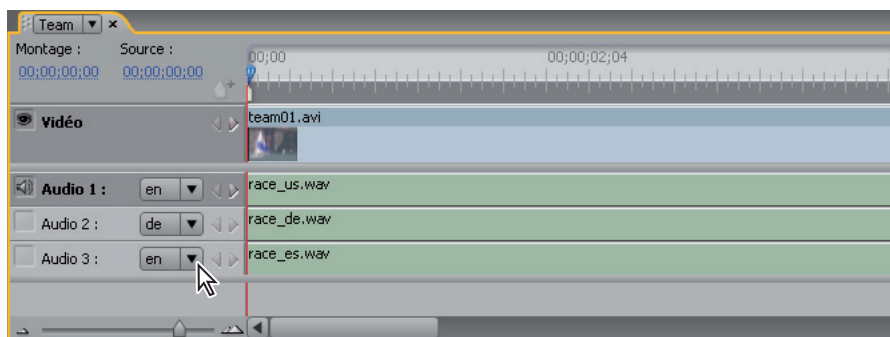 Team
Montage : Source :
00;00;00;00 00;00;00;00
00;00 00;00;02;04
Vidéo team01.avi
Audio 1 : en race_us.wav
Audio 2 : de race_de.wav
Audio 3 : en race_es.wav